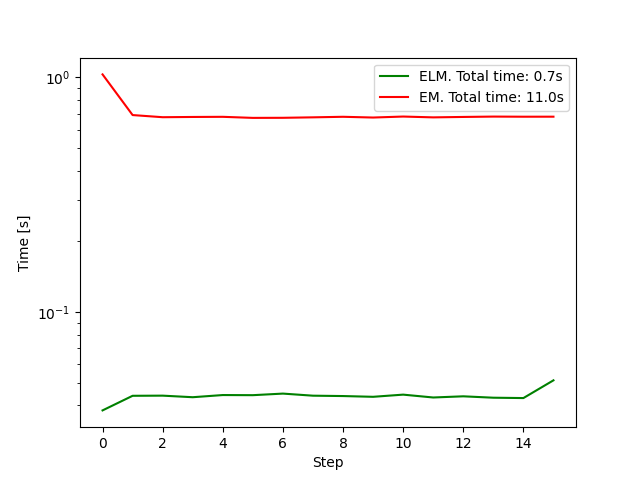 ELM. Total time: 0.7s
EM. Total time: 11.0s
10⁰
10⁻¹
Time [s]
0 2 4 6 8 10 12 14
Step